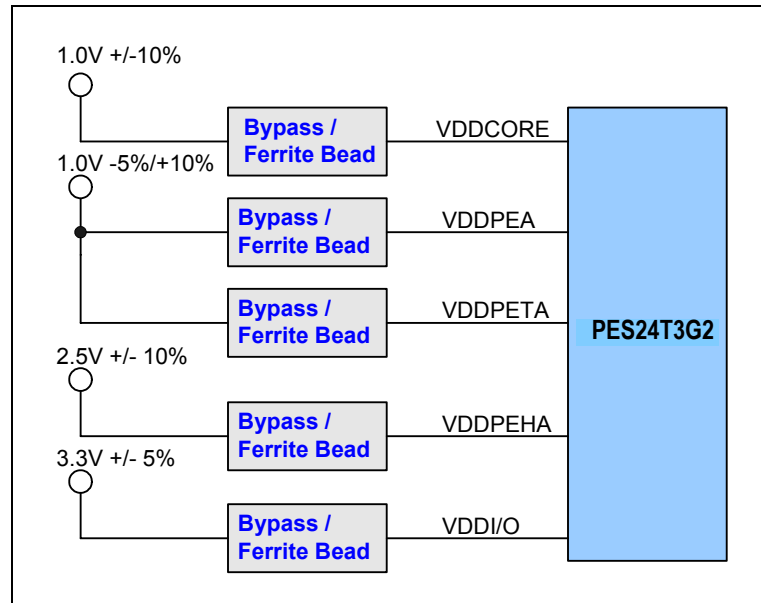 1.0V +/-10%
Bypass /
Ferrite Bead
VDDCORE
1.0V -5%/+10%
Bypass /
Ferrite Bead
VDDPEA
Bypass /
Ferrite Bead
VDDPETA
PES24T3G2
2.5V +/- 10%
Bypass /
Ferrite Bead
VDDPEHA
3.3V +/- 5%
Bypass /
Ferrite Bead
VDDI/O